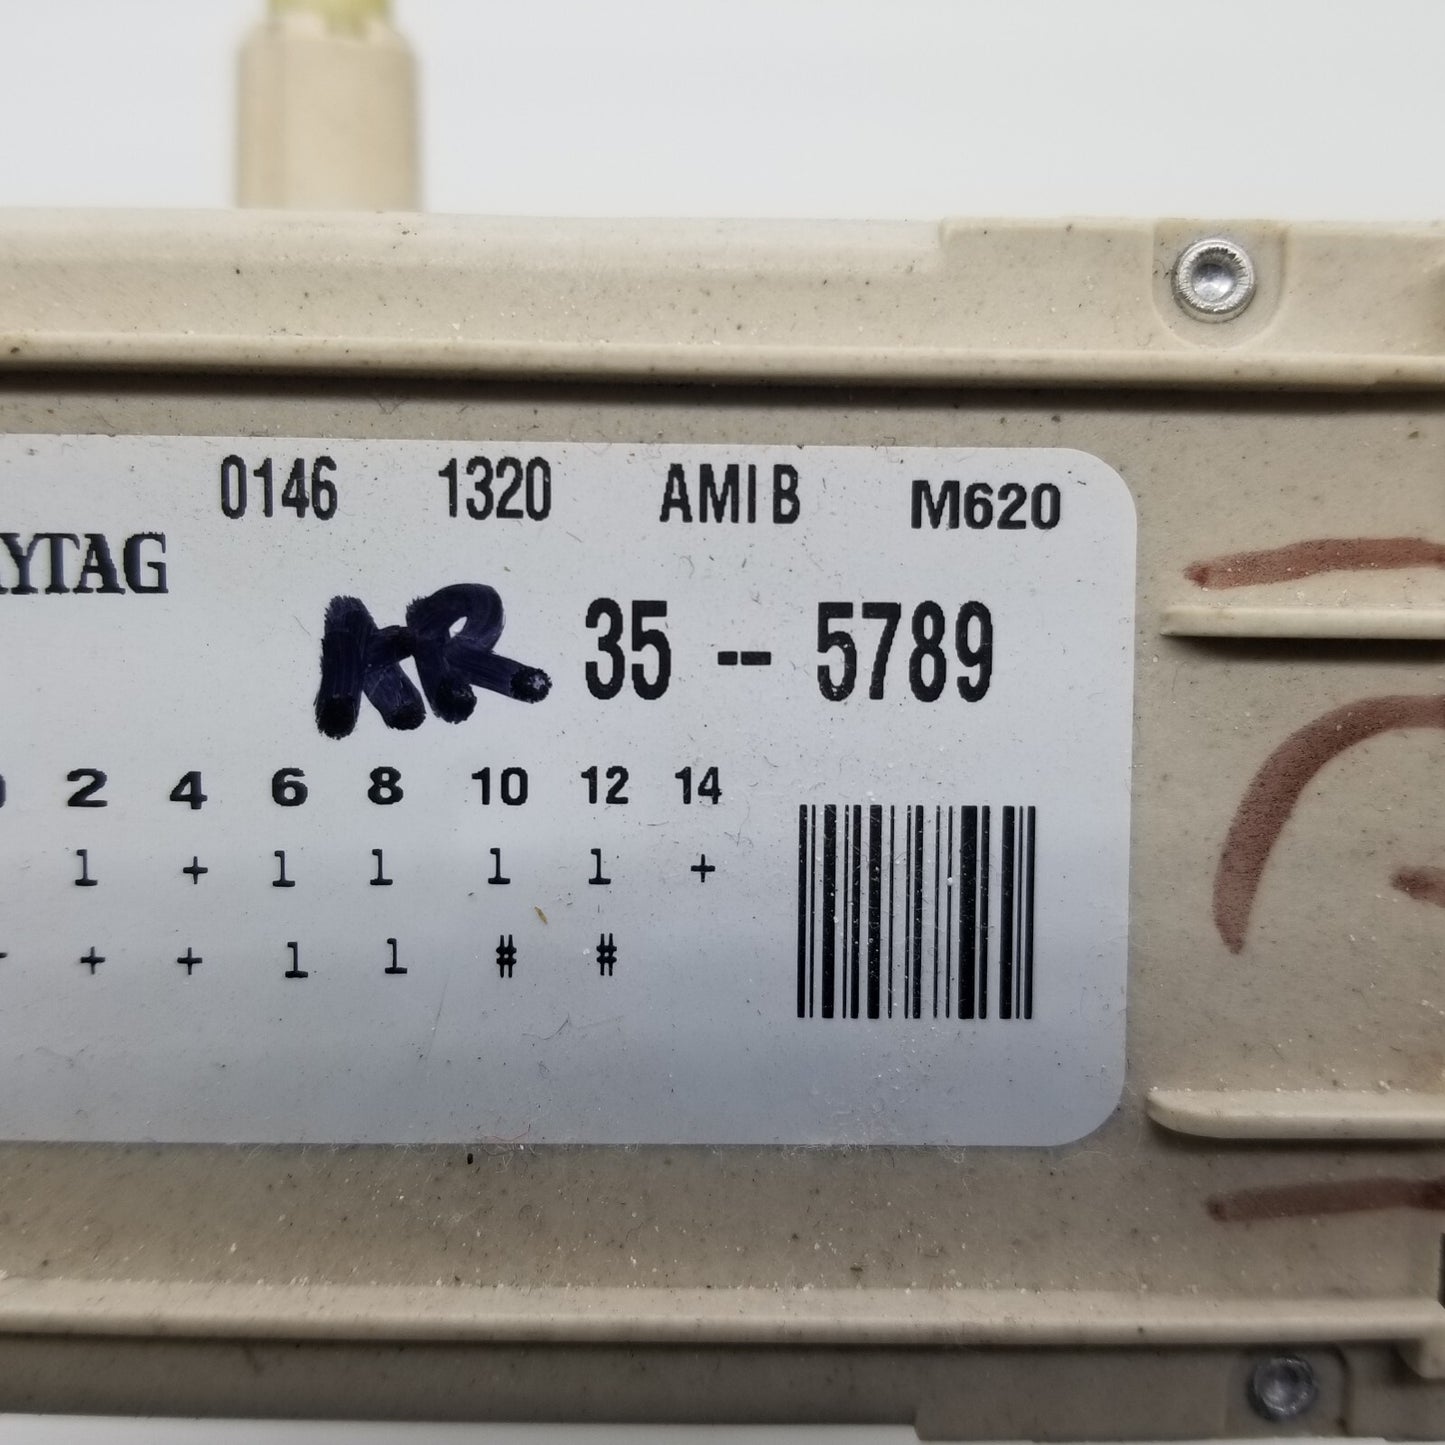 0146 1320 AMIB M620
YTAG
KR 35 -- 5789
2 4 6 8 10 12 14
1 + 1 1 1 1 +
+ + 1 1 # #